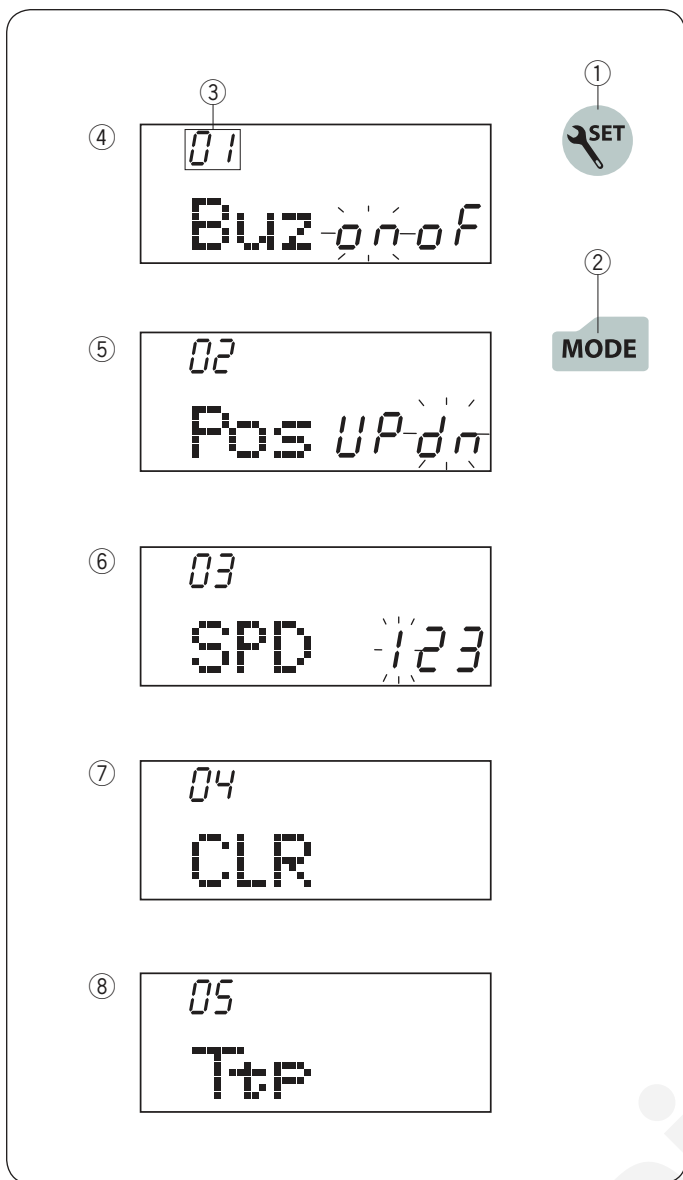 ①
③
④
01
SET
Buz on oF
②
⑤
02
MODE
Pos UP dn
⑥
03
SPD 123
⑦
04
CLR
⑧
05
Ttp